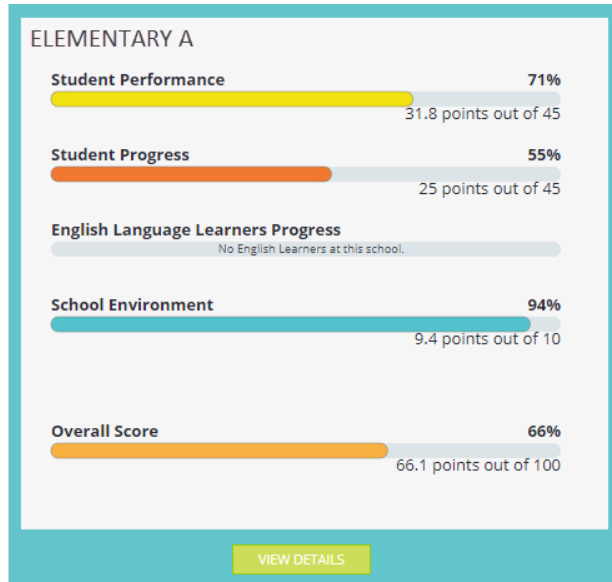 ELEMENTARY A
Student Performance 71%
31.8 points out of 45
Student Progress 55%
25 points out of 45
English Language Learners Progress
No English Learners at this school.
School Environment 94%
9.4 points out of 10
Overall Score 66%
66.1 points out of 100
VIEW DETAILS